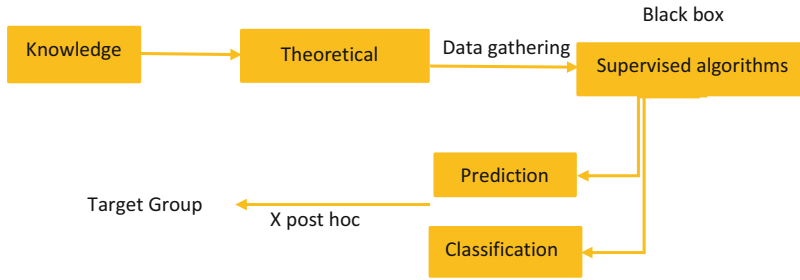 Black box
Knowledge
Theoretical
Data gathering
Supervised algorithms
Prediction
Target Group
X post hoc
Classification